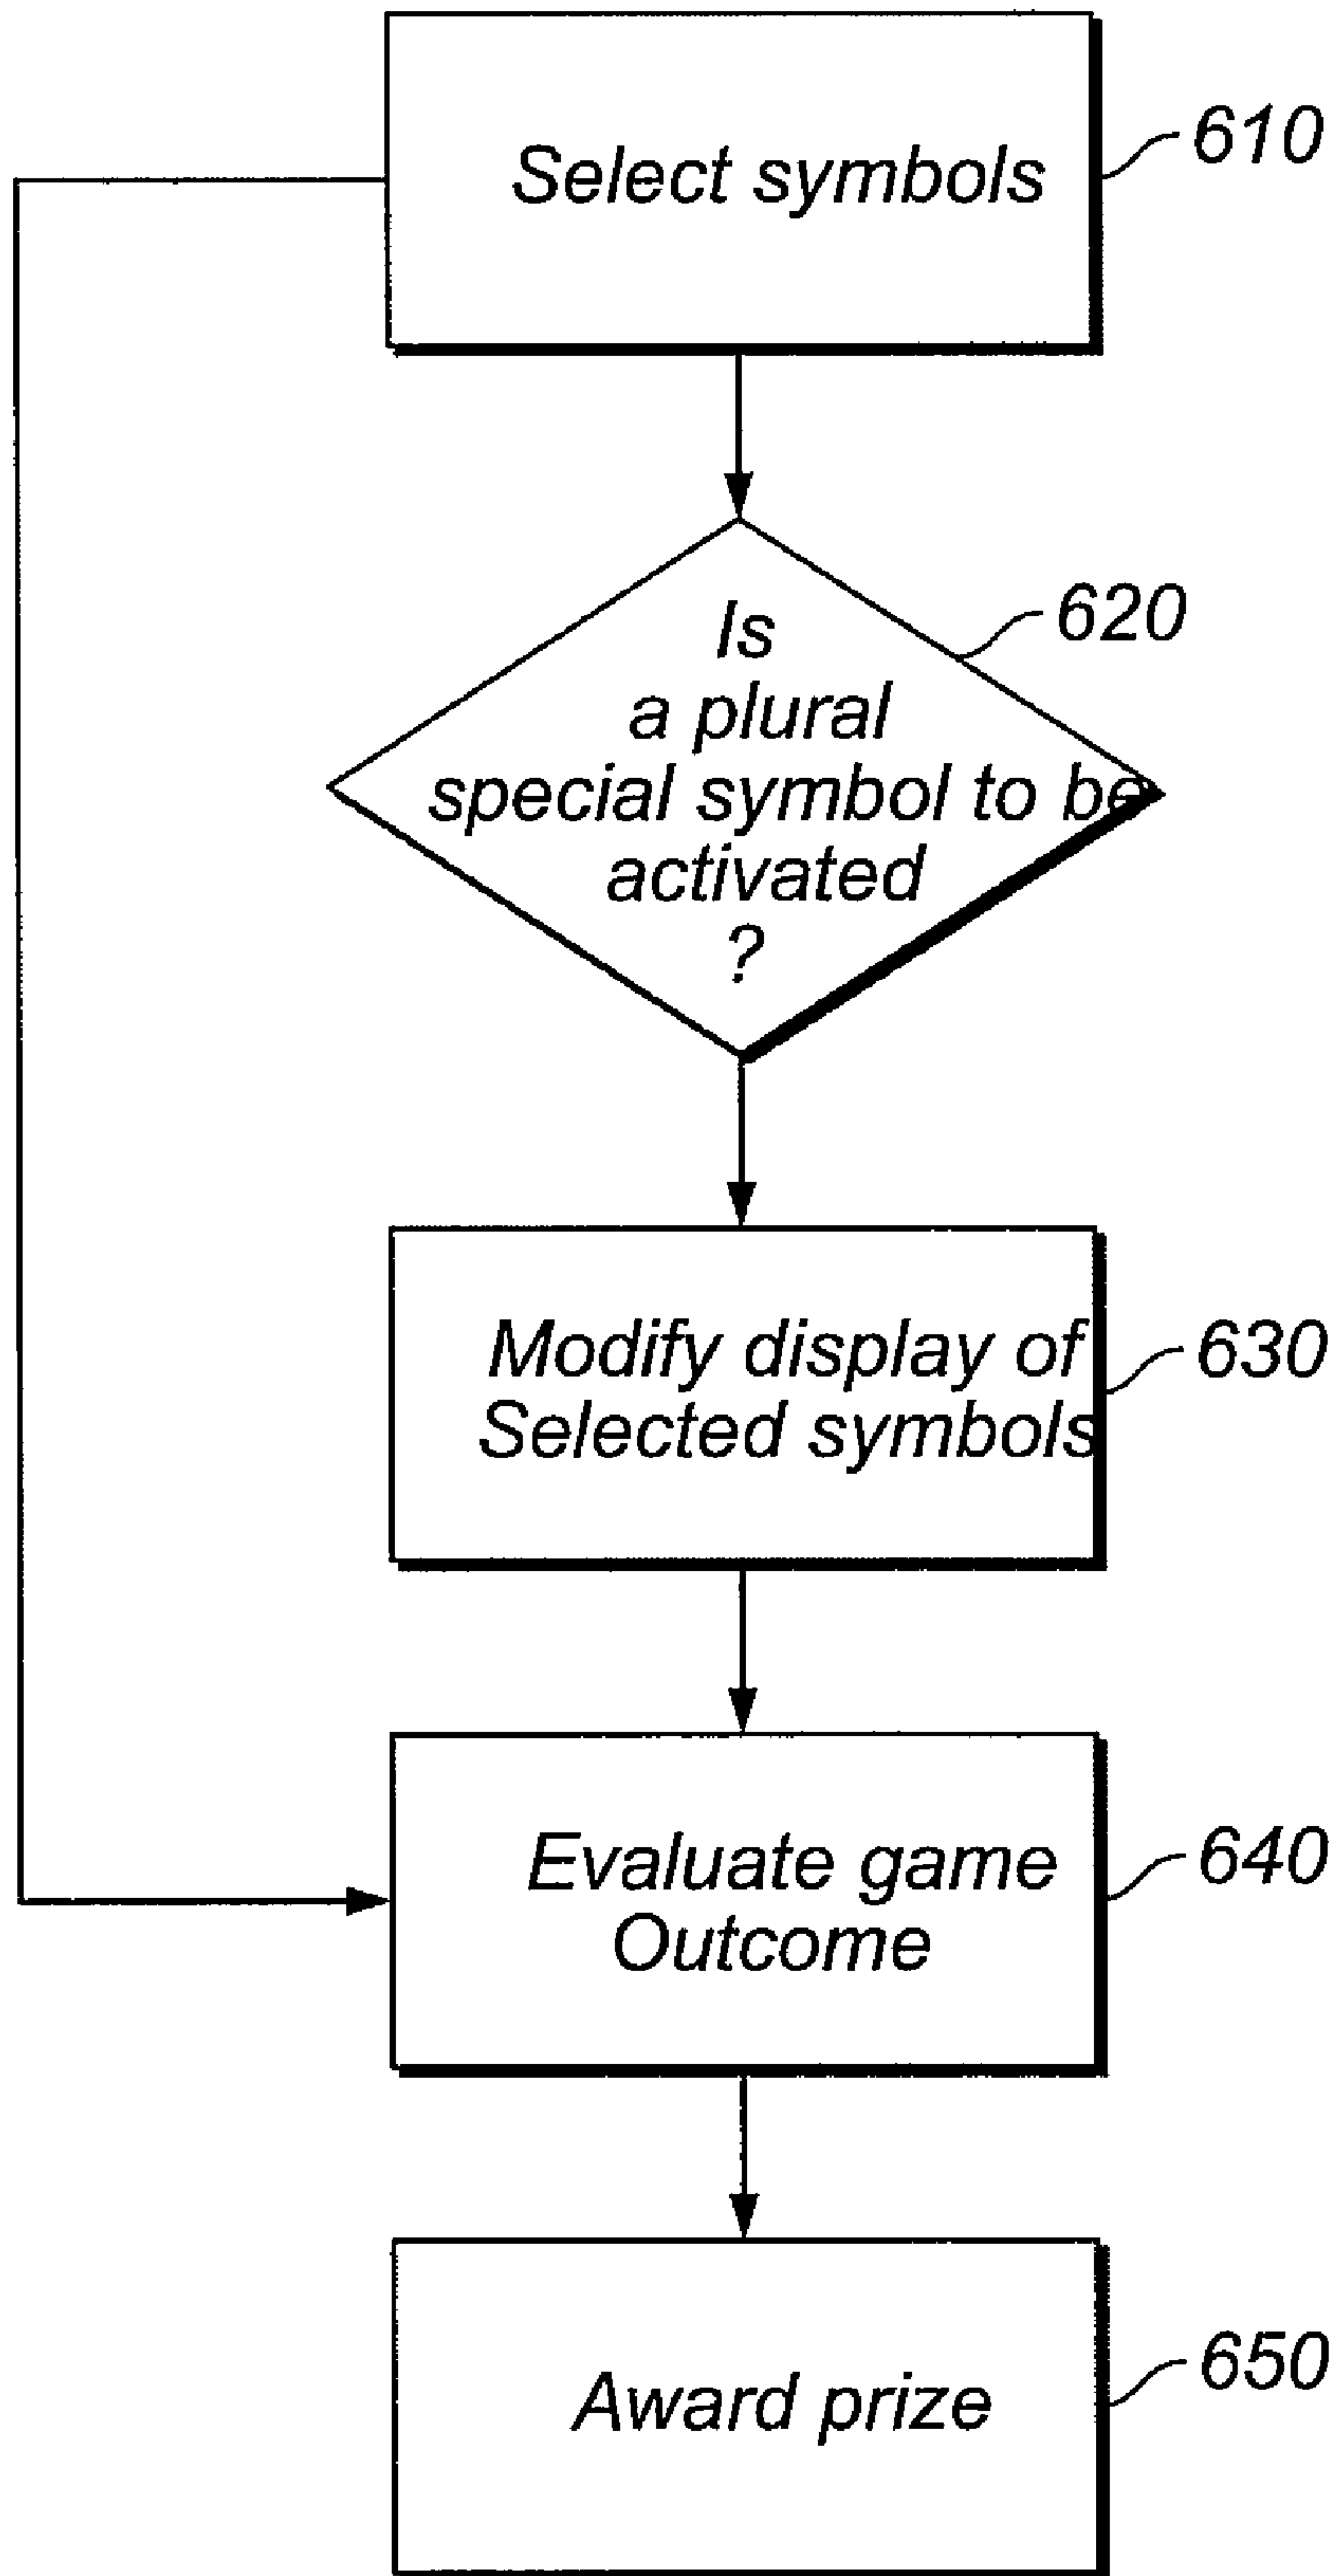 Select symbols
610
Is
a plural
special symbol to be
activated
?
620
Modify display of
Selected symbols
630
Evaluate game
Outcome
640
Award prize
650